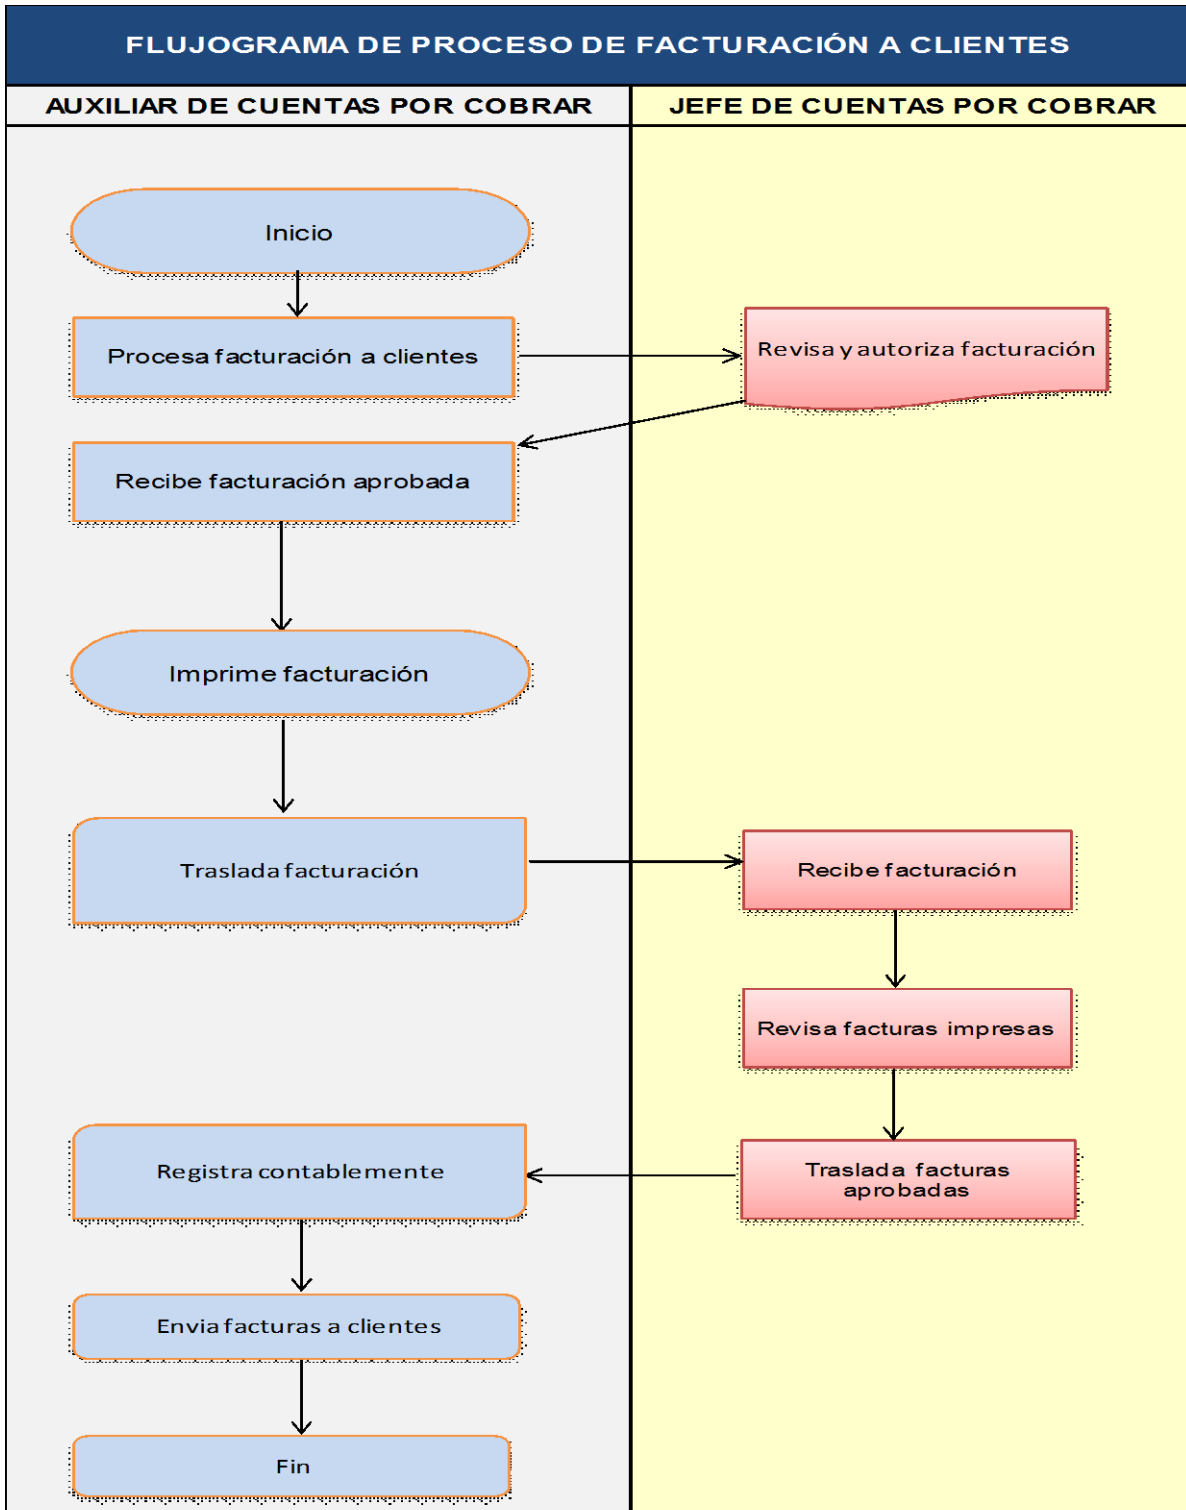 FLUJOGRAMA DE PROCESO DE FACTURACIÓN A CLIENTES
AUXILIAR DE CUENTAS POR COBRAR
JEFE DE CUENTAS POR COBRAR
Inicio
Procesa facturación a clientes
Revisa y autoriza facturación
Recibe facturación aprobada
Imprime facturación
Traslada facturación
Recibe facturación
Revisa facturas impresas
Traslada facturas
aprobadas
Registra contablemente
Envia facturas a clientes
Fin